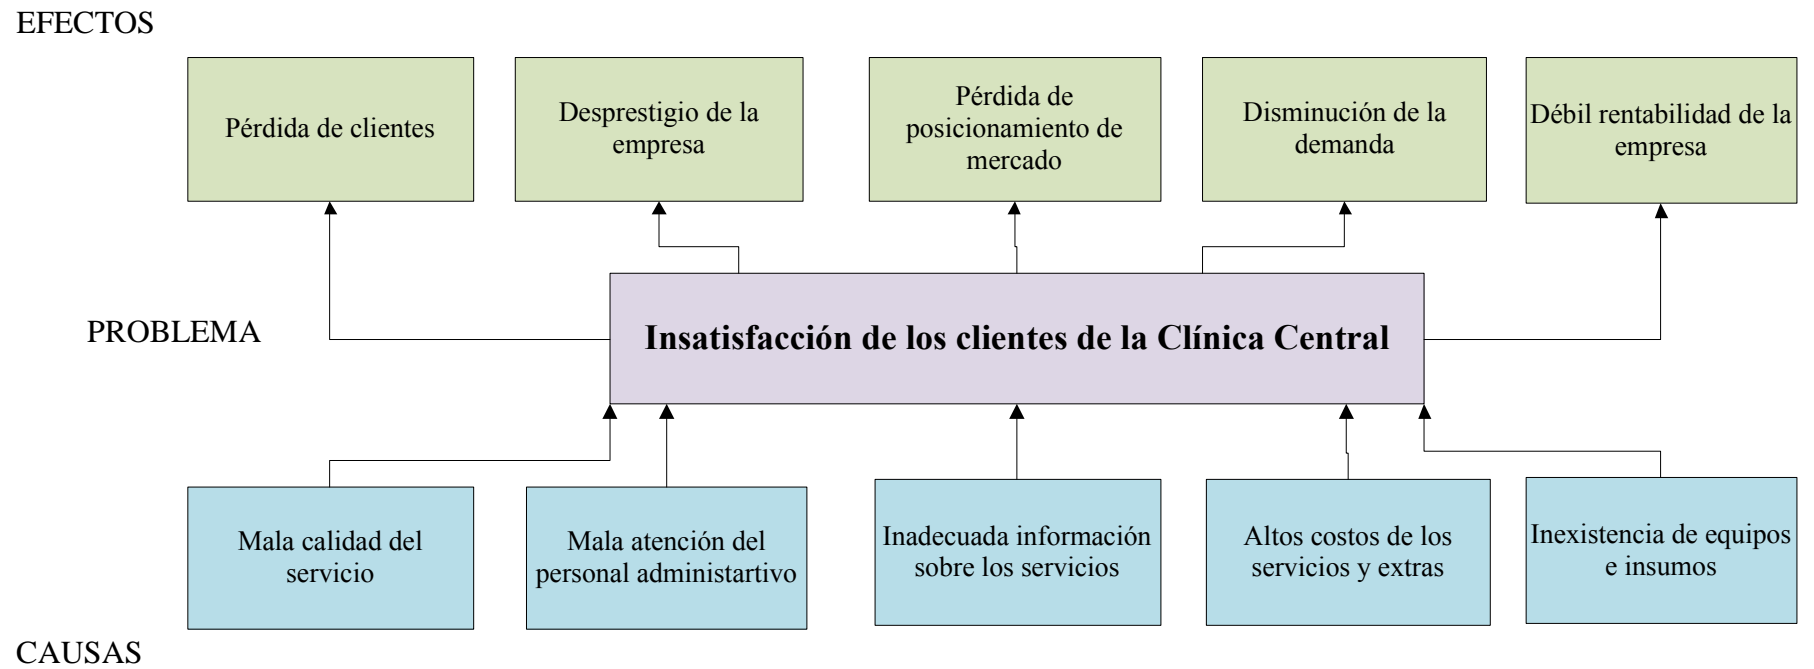 EFECTOS
Pérdida de clientes
Desprestigio de la
empresa
Pérdida de
posicionamiento de
mercado
Disminución de la
demanda
Débil rentabilidad de la
empresa
PROBLEMA
Insatisfacción de los clientes de la Clínica Central
Mala calidad del
servicio
Mala atención del
personal administartivo
Inadecuada información
sobre los servicios
Altos costos de los
servicios y extras
Inexistencia de equipos
e insumos
CAUSAS